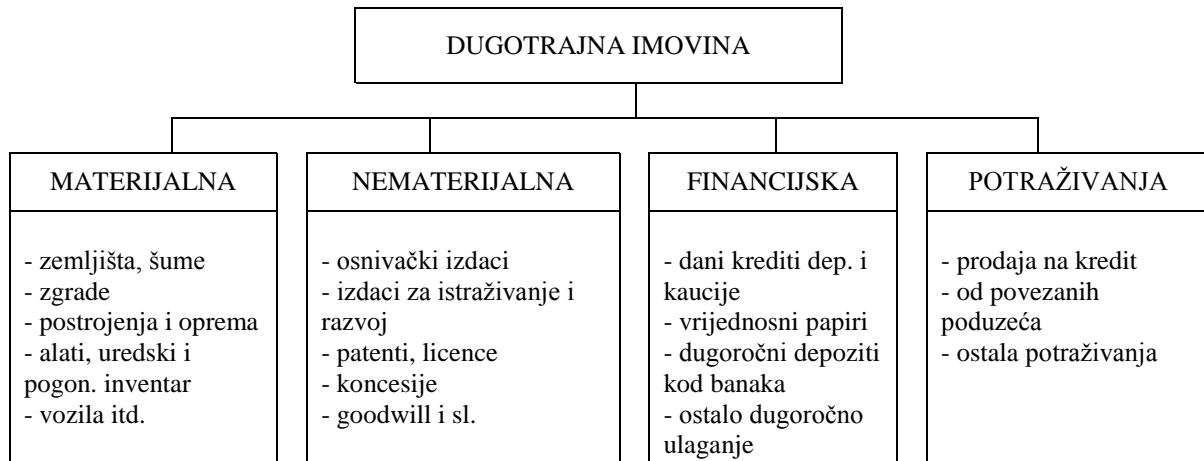 DUGOTRAJNA IMOVINA
MATERIJALNA
- zemljišta, šume
- zgrade
- postrojenja i oprema
- alati, uredski i
pogon. inventar
- vozila itd.
NEMATERIJALNA
- osnivački izdaci
- izdaci za istraživanje i
razvoj
- patenti, licence
- koncesije
- goodwill i sl.
FINANCIJSKA
- dani krediti dep. i
kaucije
- vrijednosni papiri
- dugoročni depoziti
kod banaka
- ostalo dugoročno
ulaganje
POTRAŽIVANJA
- prodaja na kredit
- od povezanih
poduzeća
- ostala potraživanja